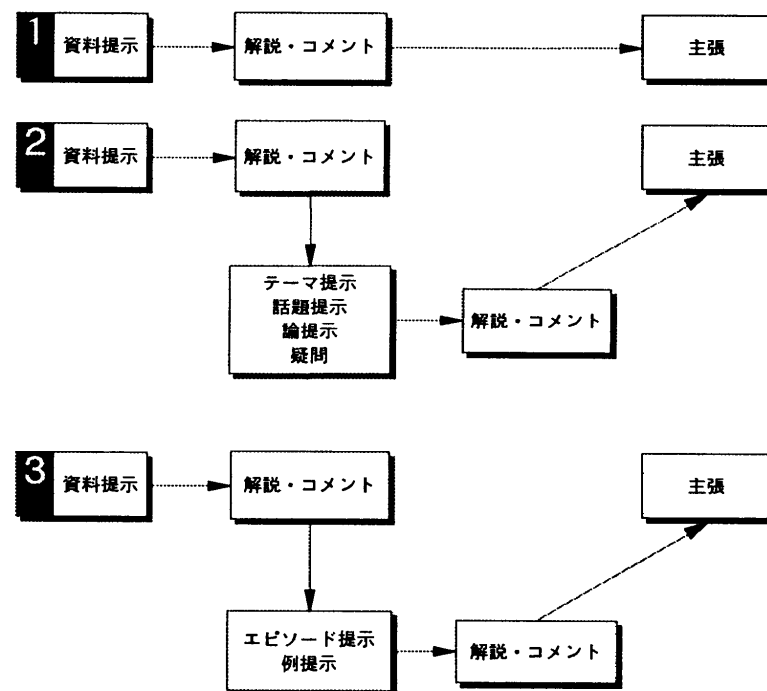 1 資料提示
解説・コメント
主張
2 資料提示
解説・コメント
主張
テーマ提示
話題提示
論提示
疑問
解説・コメント
3 資料提示
解説・コメント
主張
エピソード提示
例提示
解説・コメント